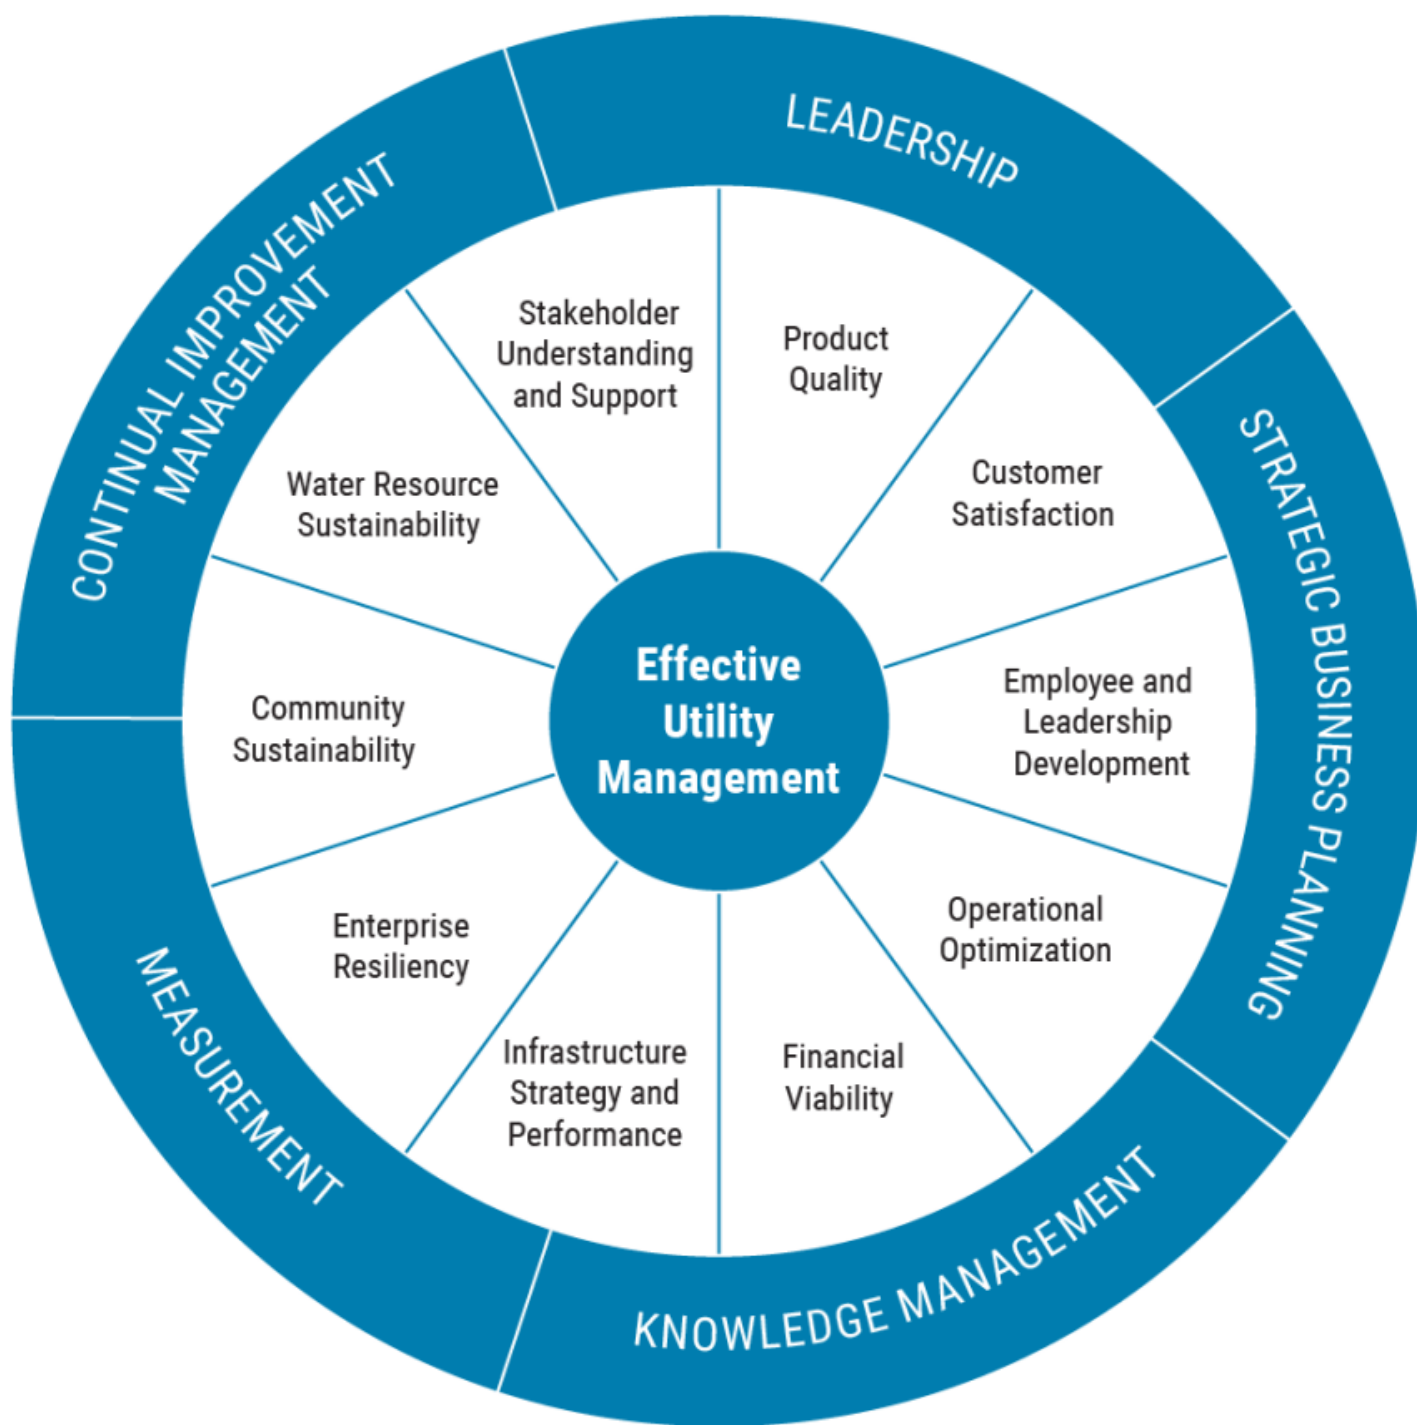 LEADERSHIP
STRATEGIC BUSINESS PLANNING
KNOWLEDGE MANAGEMENT
MEASUREMENT
CONTINUAL IMPROVEMENT
MANAGEMENT
Product
Quality
Customer
Satisfaction
Employee and
Leadership
Development
Operational
Optimization
Financial
Viability
Infrastructure
Strategy and
Performance
Enterprise
Resiliency
Community
Sustainability
Water Resource
Sustainability
Stakeholder
Understanding
and Support
Effective
Utility
Management